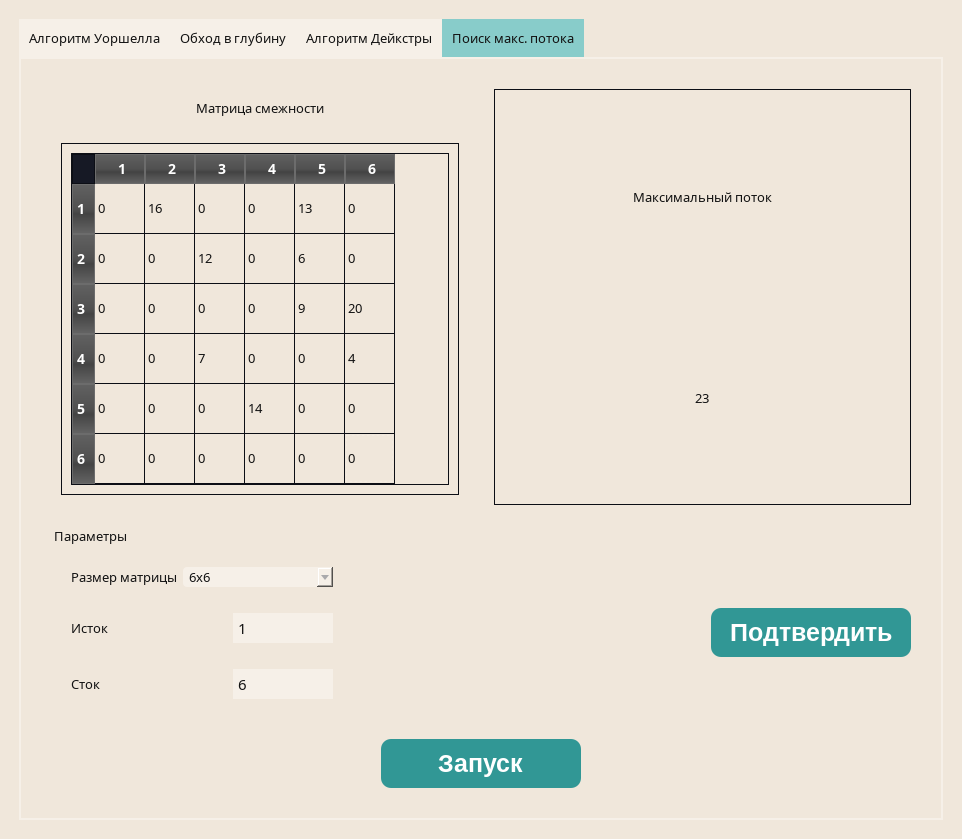 Алгоритм Уоршелла Обход в глубину Алгоритм Дейкстры Поиск макс. потока
Матрица смежности
1 2 3 4 5 6
1 0 16 0 0 13 0
2 0 0 12 0 6 0
3 0 0 0 0 9 20
4 0 0 7 0 0 4
5 0 0 0 14 0 0
6 0 0 0 0 0 0
Максимальный поток
23
Параметры
Размер матрицы 6x6
Исток 1
Сток 6
Подтвердить
Запуск